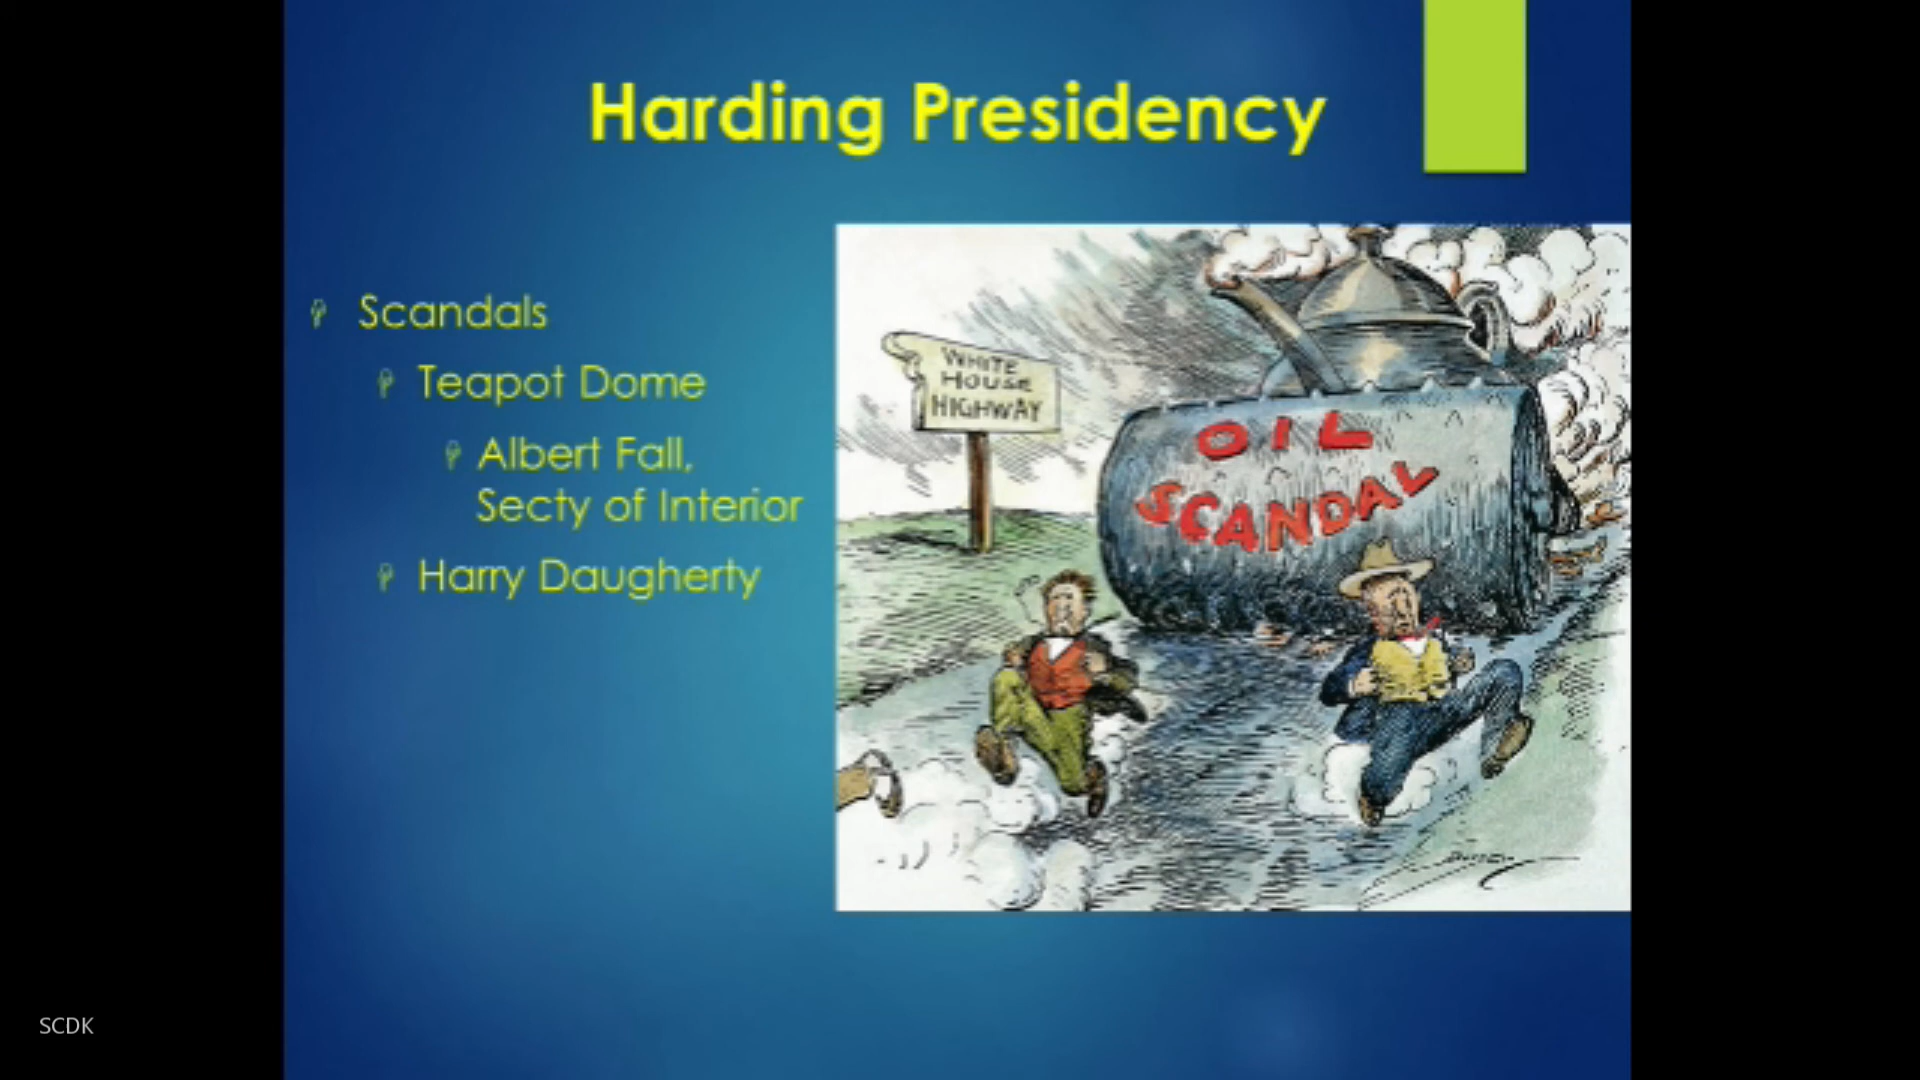 Harding Presidency
Scandals
Teapot Dome
Albert Fall,
Secty of Interior
Harry Daugherty
WHITE
HOUSE
HIGHWAY
OIL
SCANDAL
SCDK